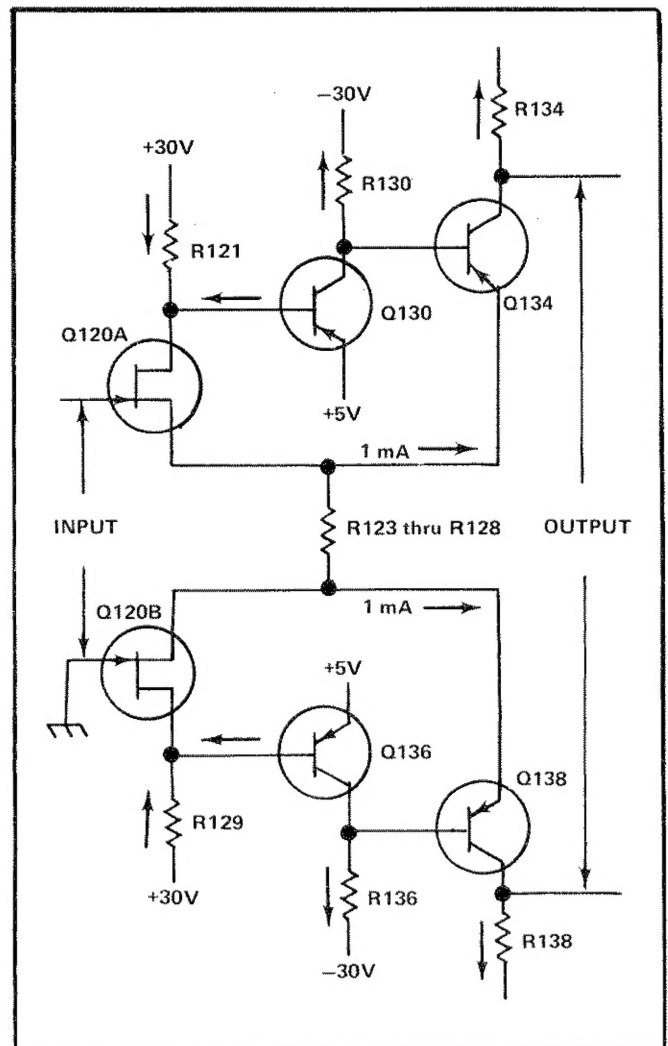 −30V
R134
+30V
R130
R121
Q120A
Q130
Q134
+5V
1 mA
INPUT
R123 thru R128
OUTPUT
Q120B
1 mA
+5V
Q136
Q138
R129
+30V
R136
R138
−30V